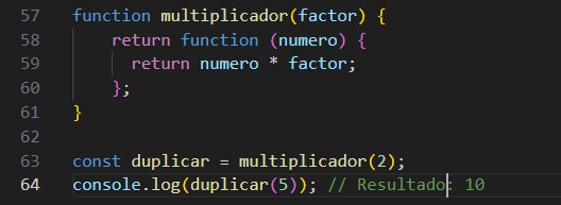 57 function multiplicador(factor) {
58     return function (numero) {
59       return numero * factor;
60     };
61 }
62
63 const duplicar = multiplicador(2);
64 console.log(duplicar(5)); // Resultado: 10